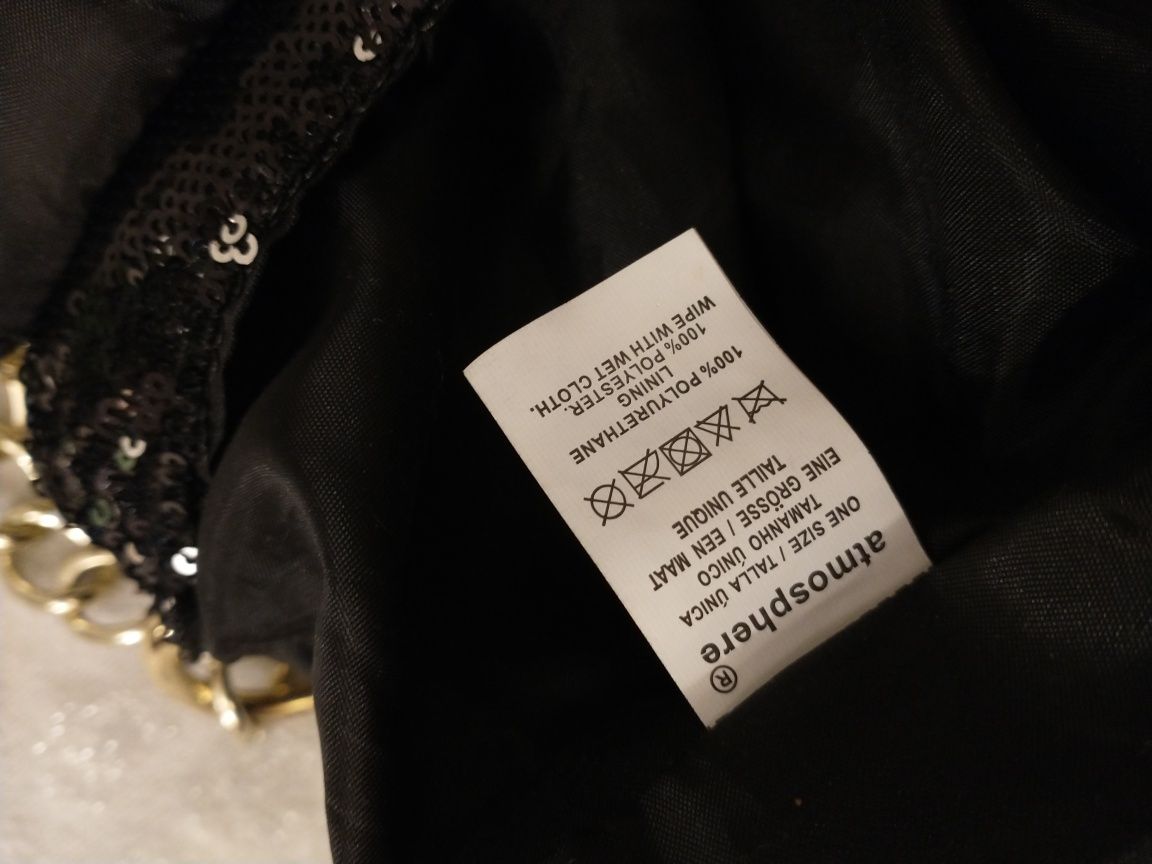 atmosphere®
ONE SIZE / TALLA ÚNICA
TAMANHO ÚNICO
EINE GRÖSSE / EEN MAAT
TAILLE UNIQUE
100% POLYURETHANE
LINING
100% POLYESTER.
WIPE WITH WET CLOTH.